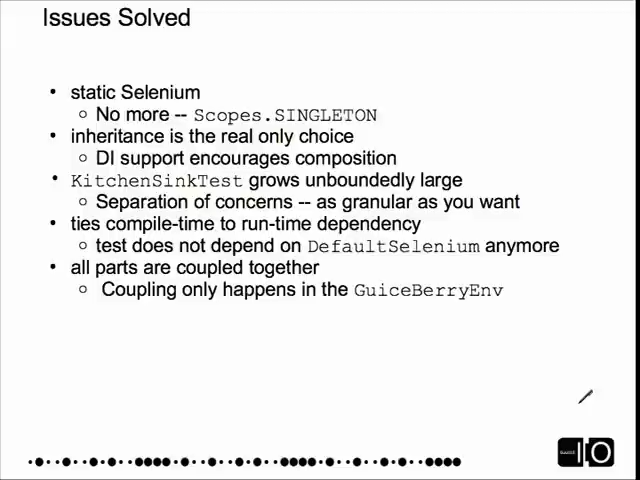 Issues Solved
• static Selenium
○ No more -- Scopes.SINGLETON
• inheritance is the real only choice
○ DI support encourages composition
• KitchenSinkTest grows unboundedly large
○ Separation of concerns -- as granular as you want
• ties compile-time to run-time dependency
○ test does not depend on DefaultSelenium anymore
• all parts are coupled together
○ Coupling only happens in the GuiceBerryEnv
IO